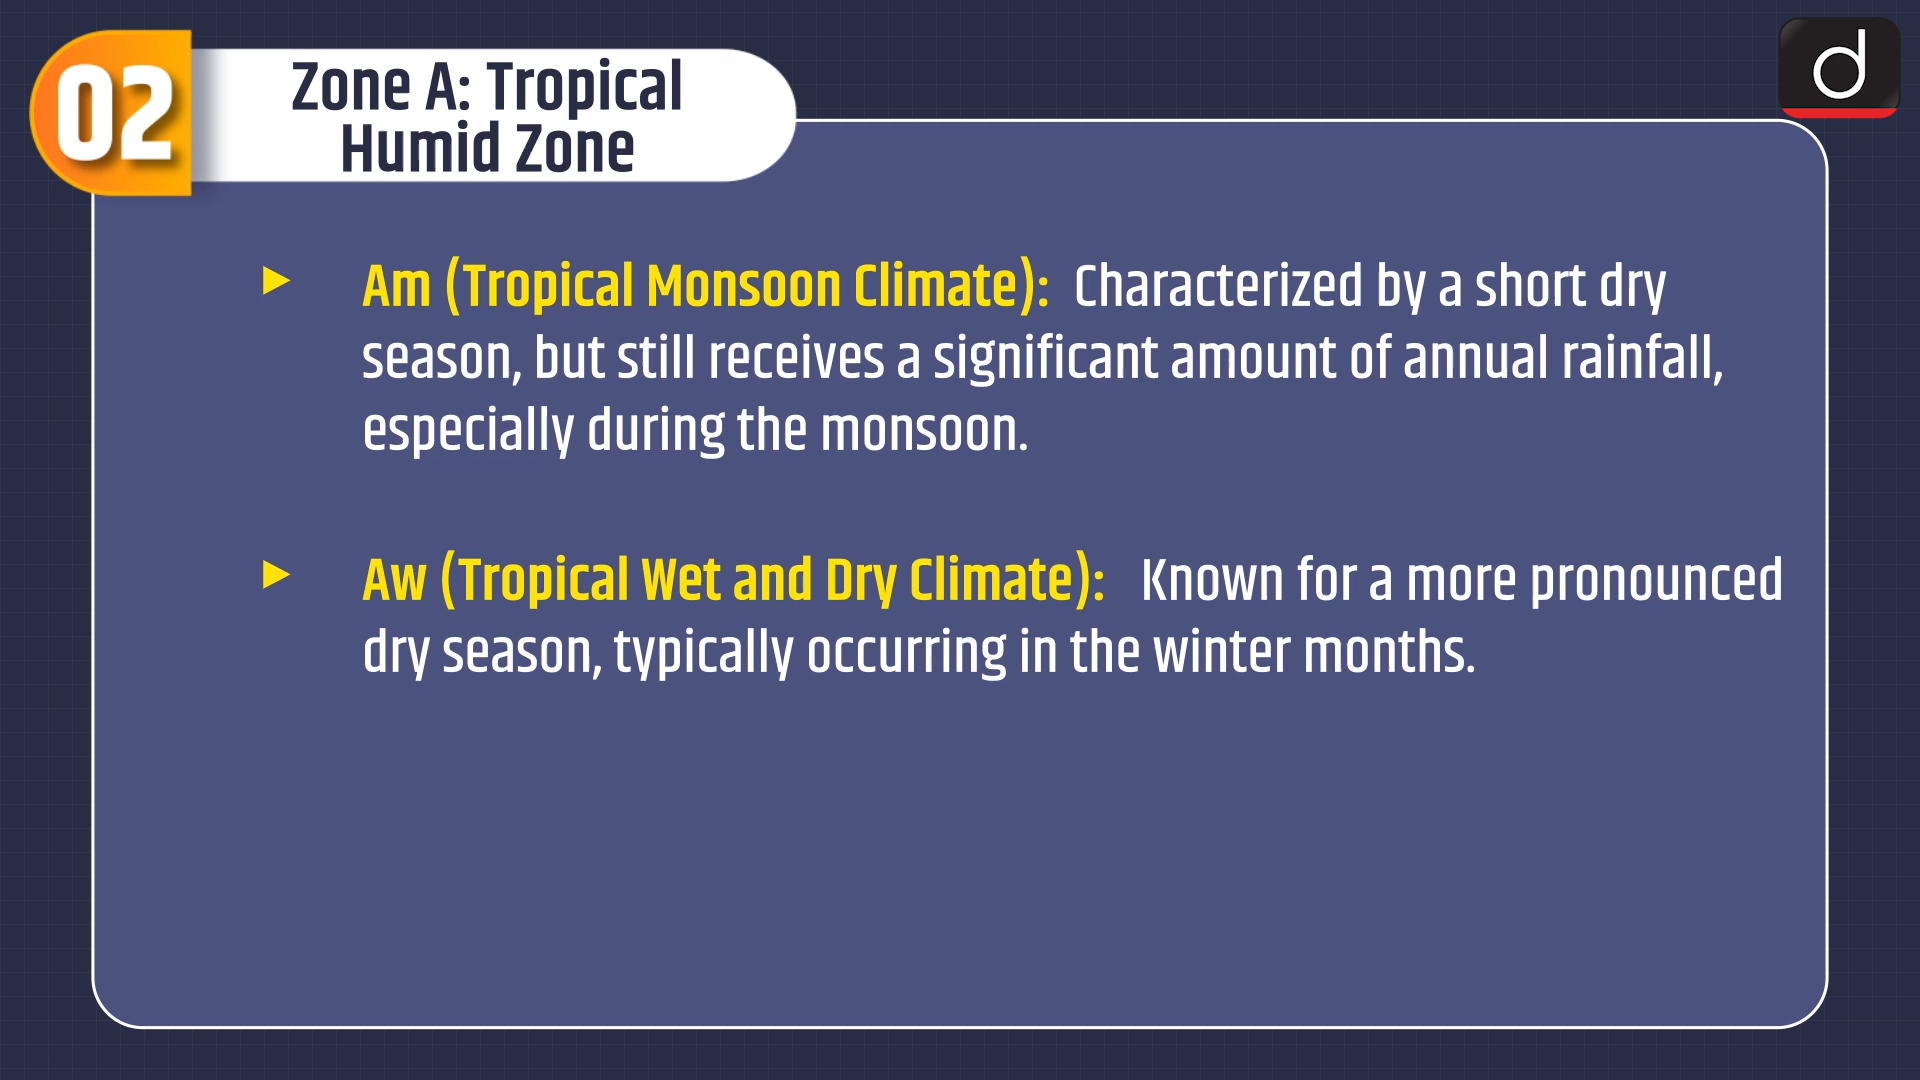 02
Zone A: Tropical
Humid Zone
d
Am (Tropical Monsoon Climate): Characterized by a short dry
season, but still receives a significant amount of annual rainfall,
especially during the monsoon.
Aw (Tropical Wet and Dry Climate): Known for a more pronounced
dry season, typically occurring in the winter months.